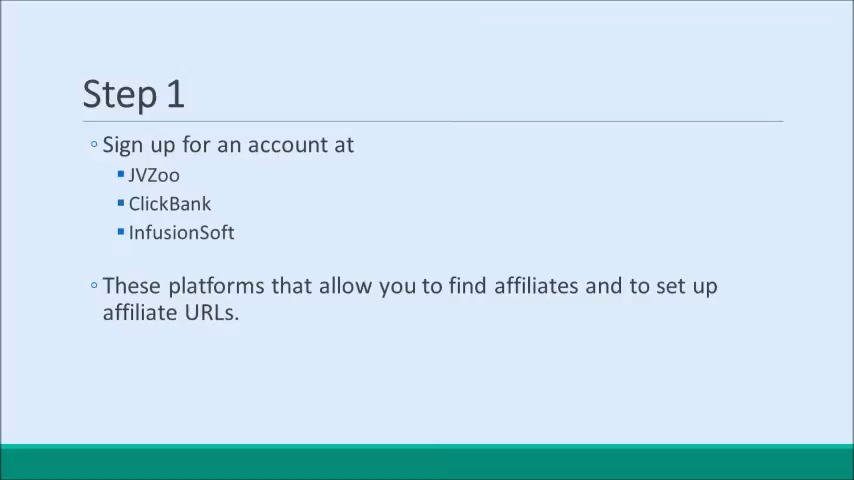 Step 1
Sign up for an account at
JVZoo
ClickBank
InfusionSoft
These platforms that allow you to find affiliates and to set up
affiliate URLs.